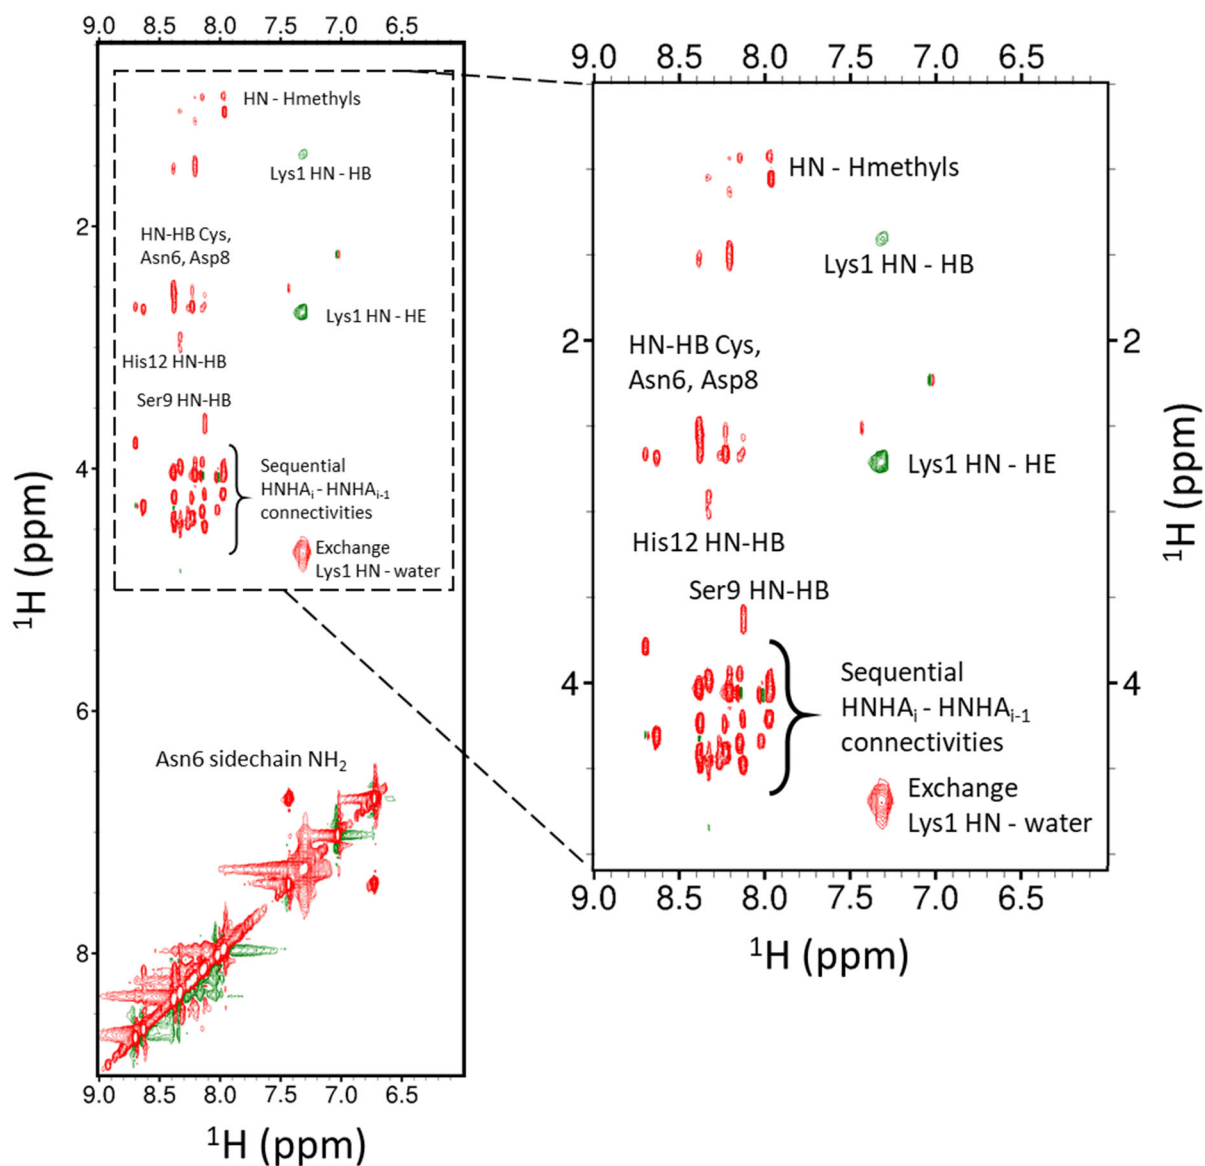 9.0 8.5 8.0 7.5 7.0 6.5
HN - Hmethyls
Lys1 HN - HB
2
HN-HB Cys,
Asn6, Asp8
Lys1 HN - HE
His12 HN-HB
Ser9 HN-HB
4
Sequential
HNHAi - HNHAi-1
connectivities
Exchange
Lys1 HN - water
1H (ppm)
6
Asn6 sidechain NH2
8
9.0 8.5 8.0 7.5 7.0 6.5
1H (ppm)
9.0 8.5 8.0 7.5 7.0 6.5
HN - Hmethyls
Lys1 HN - HB
2 2
HN-HB Cys,
Asn6, Asp8
Lys1 HN - HE
1H (ppm)
His12 HN-HB
Ser9 HN-HB
4 4
Sequential
HNHAi - HNHAi-1
connectivities
Exchange
Lys1 HN - water
9.0 8.5 8.0 7.5 7.0 6.5
1H (ppm)